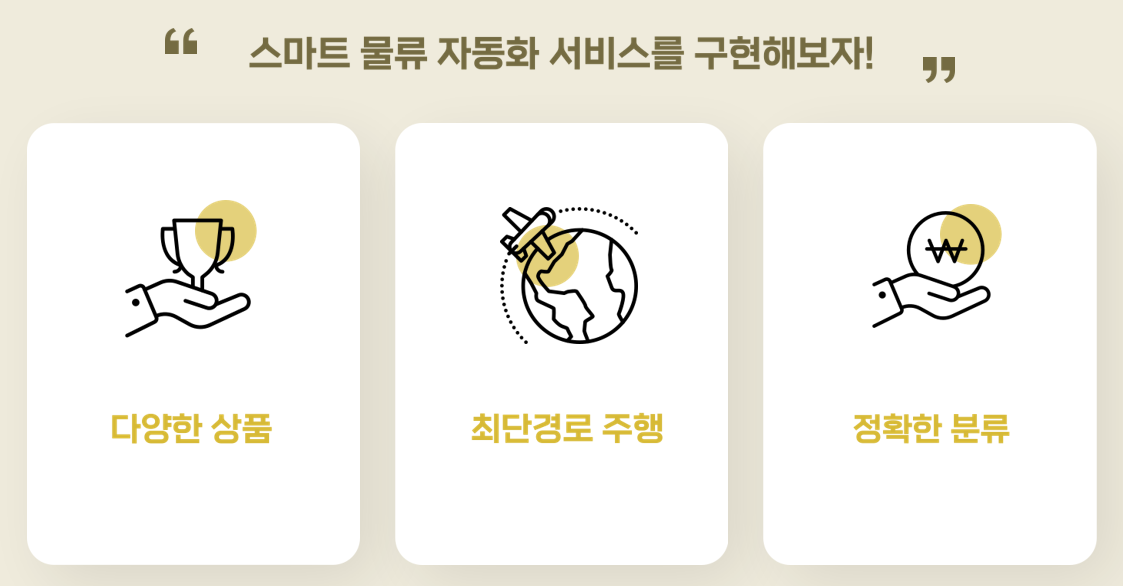 “ 스마트 물류 자동화 서비스를 구현해보자! ”
다양한 상품
최단경로 주행
₩
정확한 분류